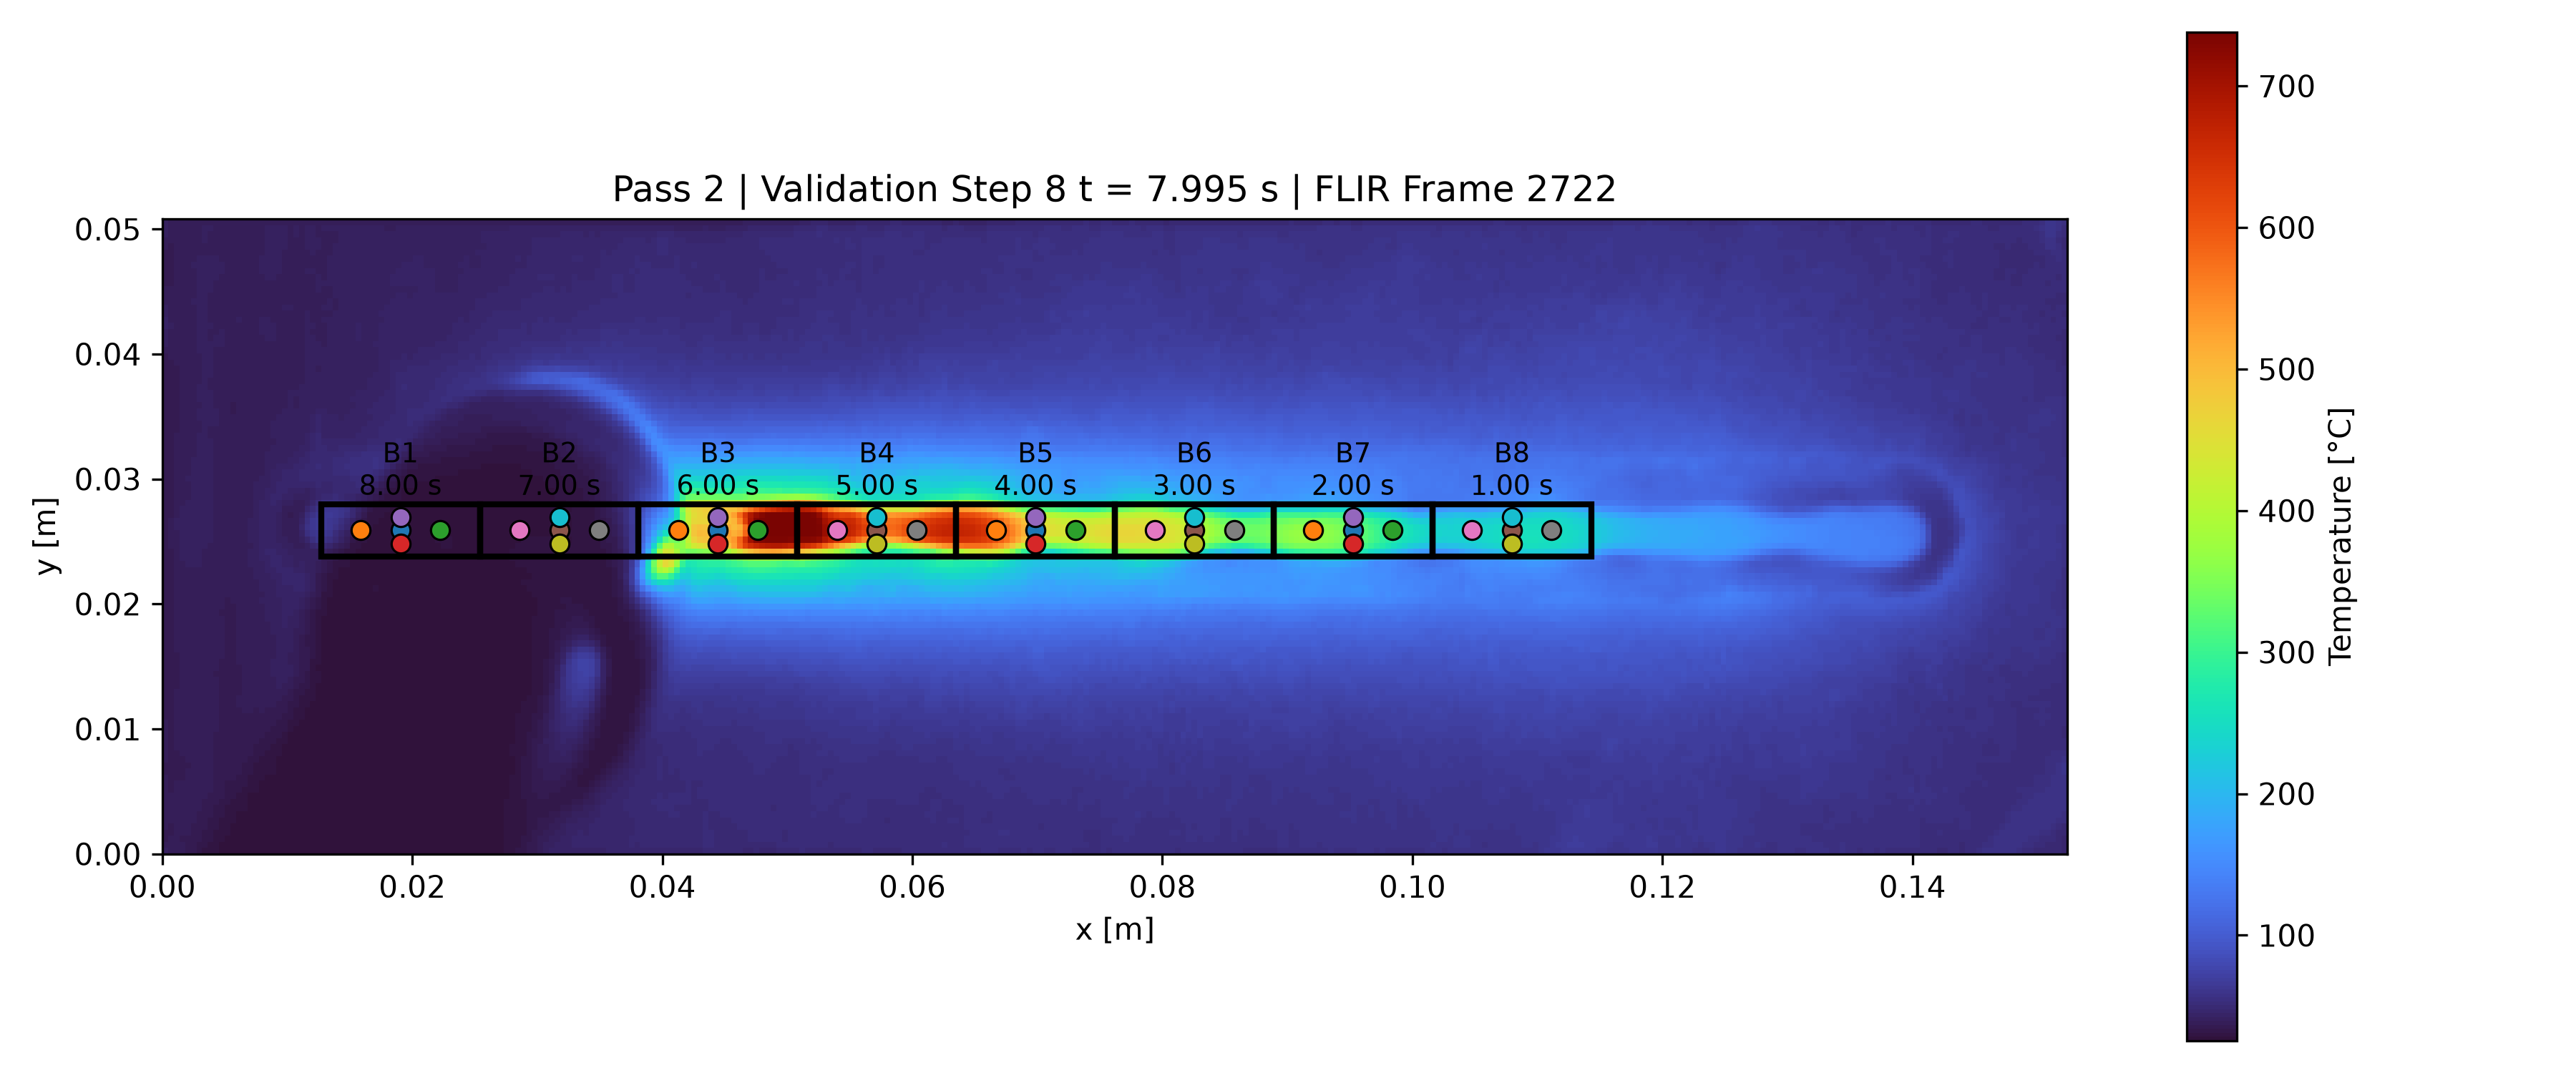 Pass 2 | Validation Step 8 t = 7.995 s | FLIR Frame 2722
0.05
0.04
0.03
0.02
0.01
0.00
y [m]
B1 B2 B3 B4 B5 B6 B7 B8
8.00 s 7.00 s 6.00 s 5.00 s 4.00 s 3.00 s 2.00 s 1.00 s
0.00 0.02 0.04 0.06 0.08 0.10 0.12 0.14
x [m]
700
600
500
400
300
200
100
Temperature [°C]